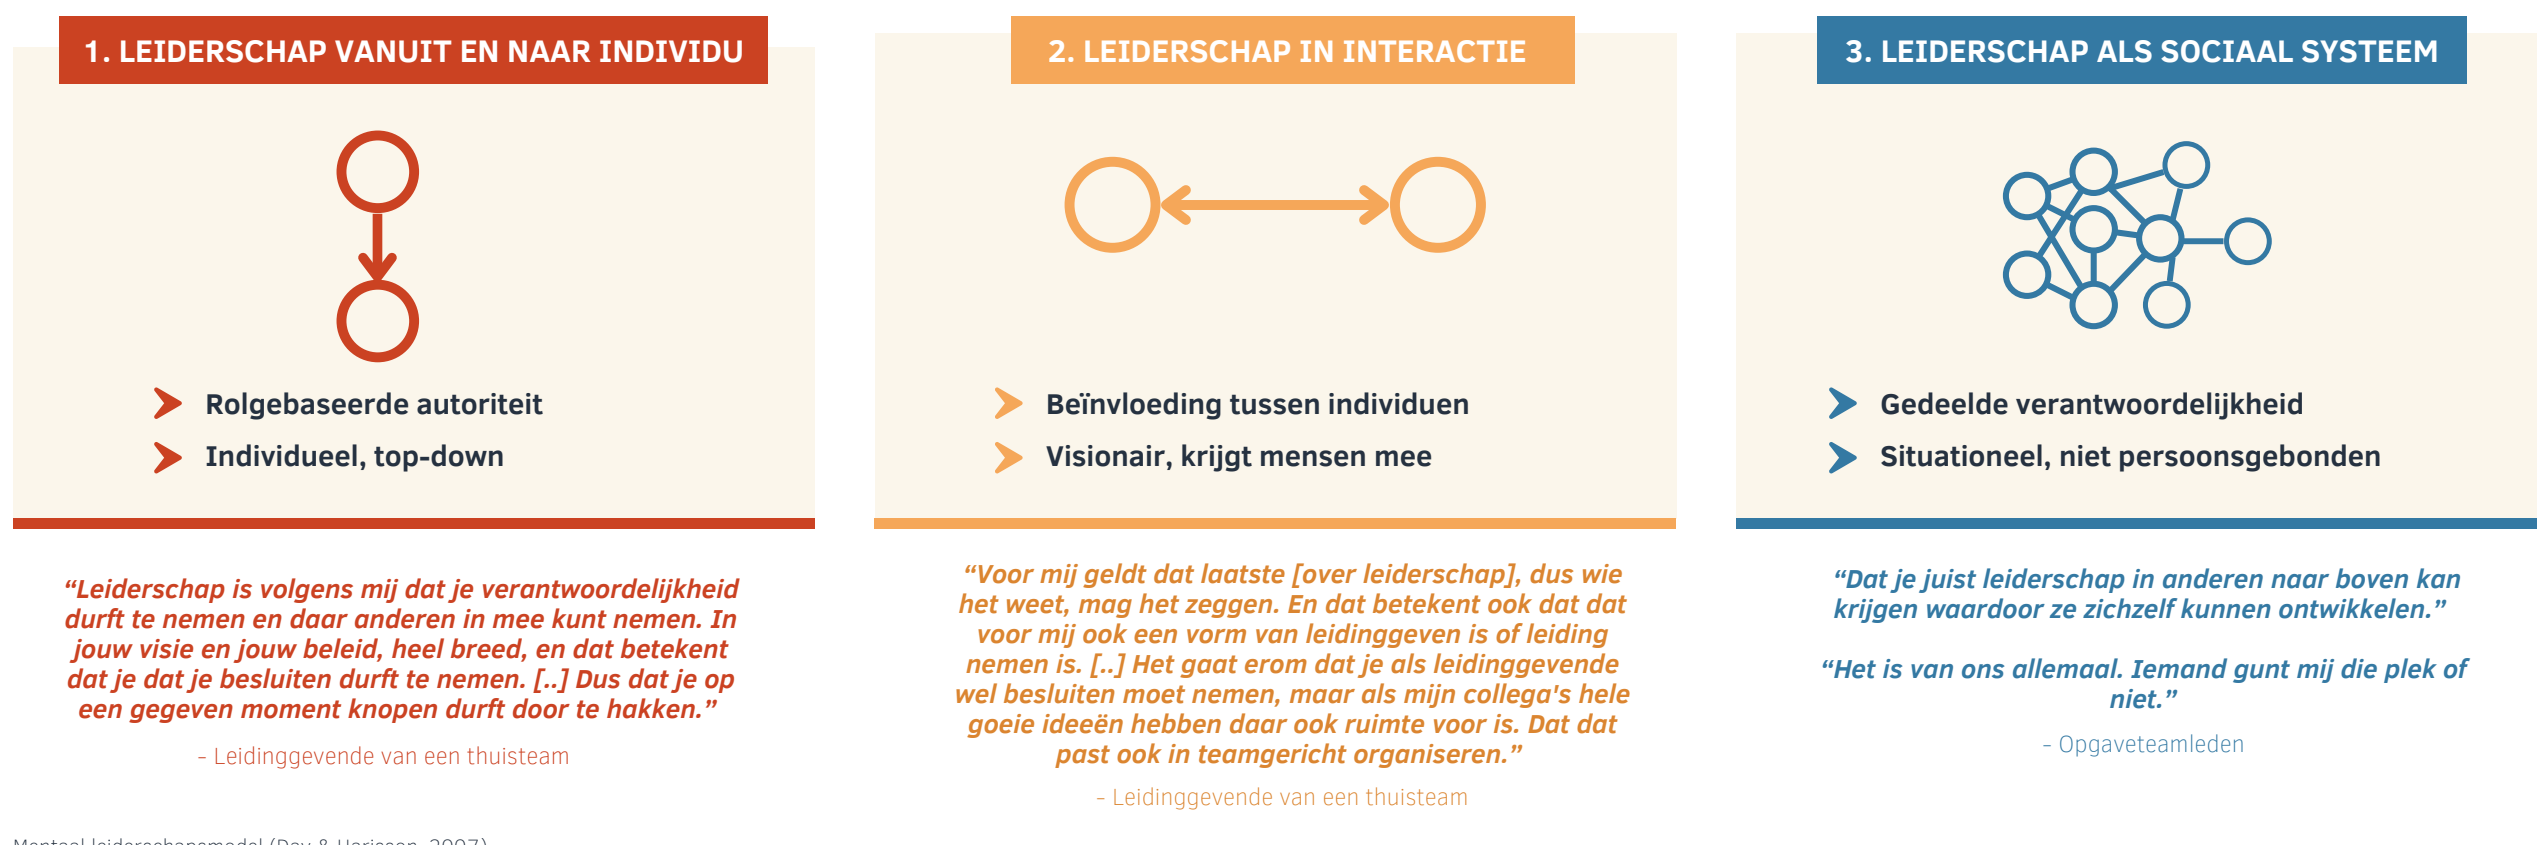 1. LEIDERSCHAP VANUIT EN NAAR INDIVIDU
Rolgebaseerde autoriteit
Individueel, top-down
“Leiderschap is volgens mij dat je verantwoordelijkheid
durft te nemen en daar anderen in mee kunt nemen. In
jouw visie en jouw beleid, heel breed, en dat betekent
dat je dat je besluiten durft te nemen. [..] Dus dat je op
een gegeven moment knopen durft door te hakken.”
- Leidinggevende van een thuisteam
2. LEIDERSCHAP IN INTERACTIE
Beïnvloeding tussen individuen
Visionair, krijgt mensen mee
“Voor mij geldt dat laatste [over leiderschap], dus wie
het weet, mag het zeggen. En dat betekent ook dat dat
voor mij ook een vorm van leidinggeven is of leiding
nemen is. [..] Het gaat erom dat je als leidinggevende
wel besluiten moet nemen, maar als mijn collega's hele
goeie ideeën hebben daar ook ruimte voor is. Dat dat
past ook in teamgericht organiseren.”
- Leidinggevende van een thuisteam
3. LEIDERSCHAP ALS SOCIAAL SYSTEEM
Gedeelde verantwoordelijkheid
Situationeel, niet persoonsgebonden
“Dat je juist leiderschap in anderen naar boven kan
krijgen waardoor ze zichzelf kunnen ontwikkelen.”
“Het is van ons allemaal. Iemand gunt mij die plek of
niet.”
- Opgaveteamleden
Mentaal leiderschapsmodel (Day & Harisson, 2007)